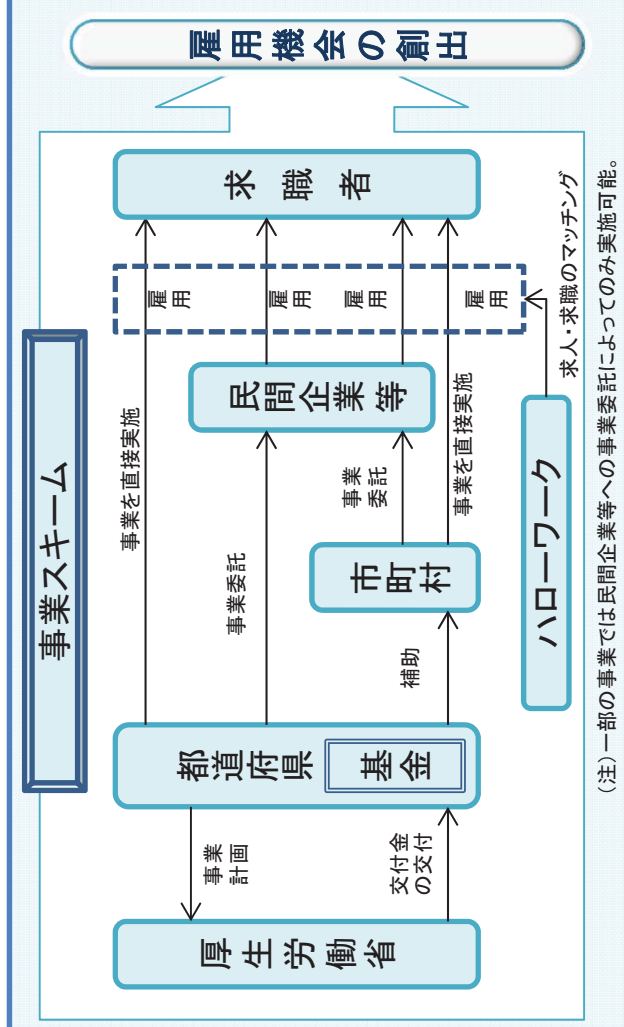 事業スキーム
厚生労働省
事業
計画
交付金
の交付
都道府県
基金
事業を直接実施
事業委託
補助
市町村
事業
委託
事業を直接実施
民間企業等
雇用
雇用
雇用
雇用
求職者
ハローワーク
求人・求職のマッチング
雇用機会の創出
（注）一部の事業では民間企業等への事業委託によってのみ実施可能。